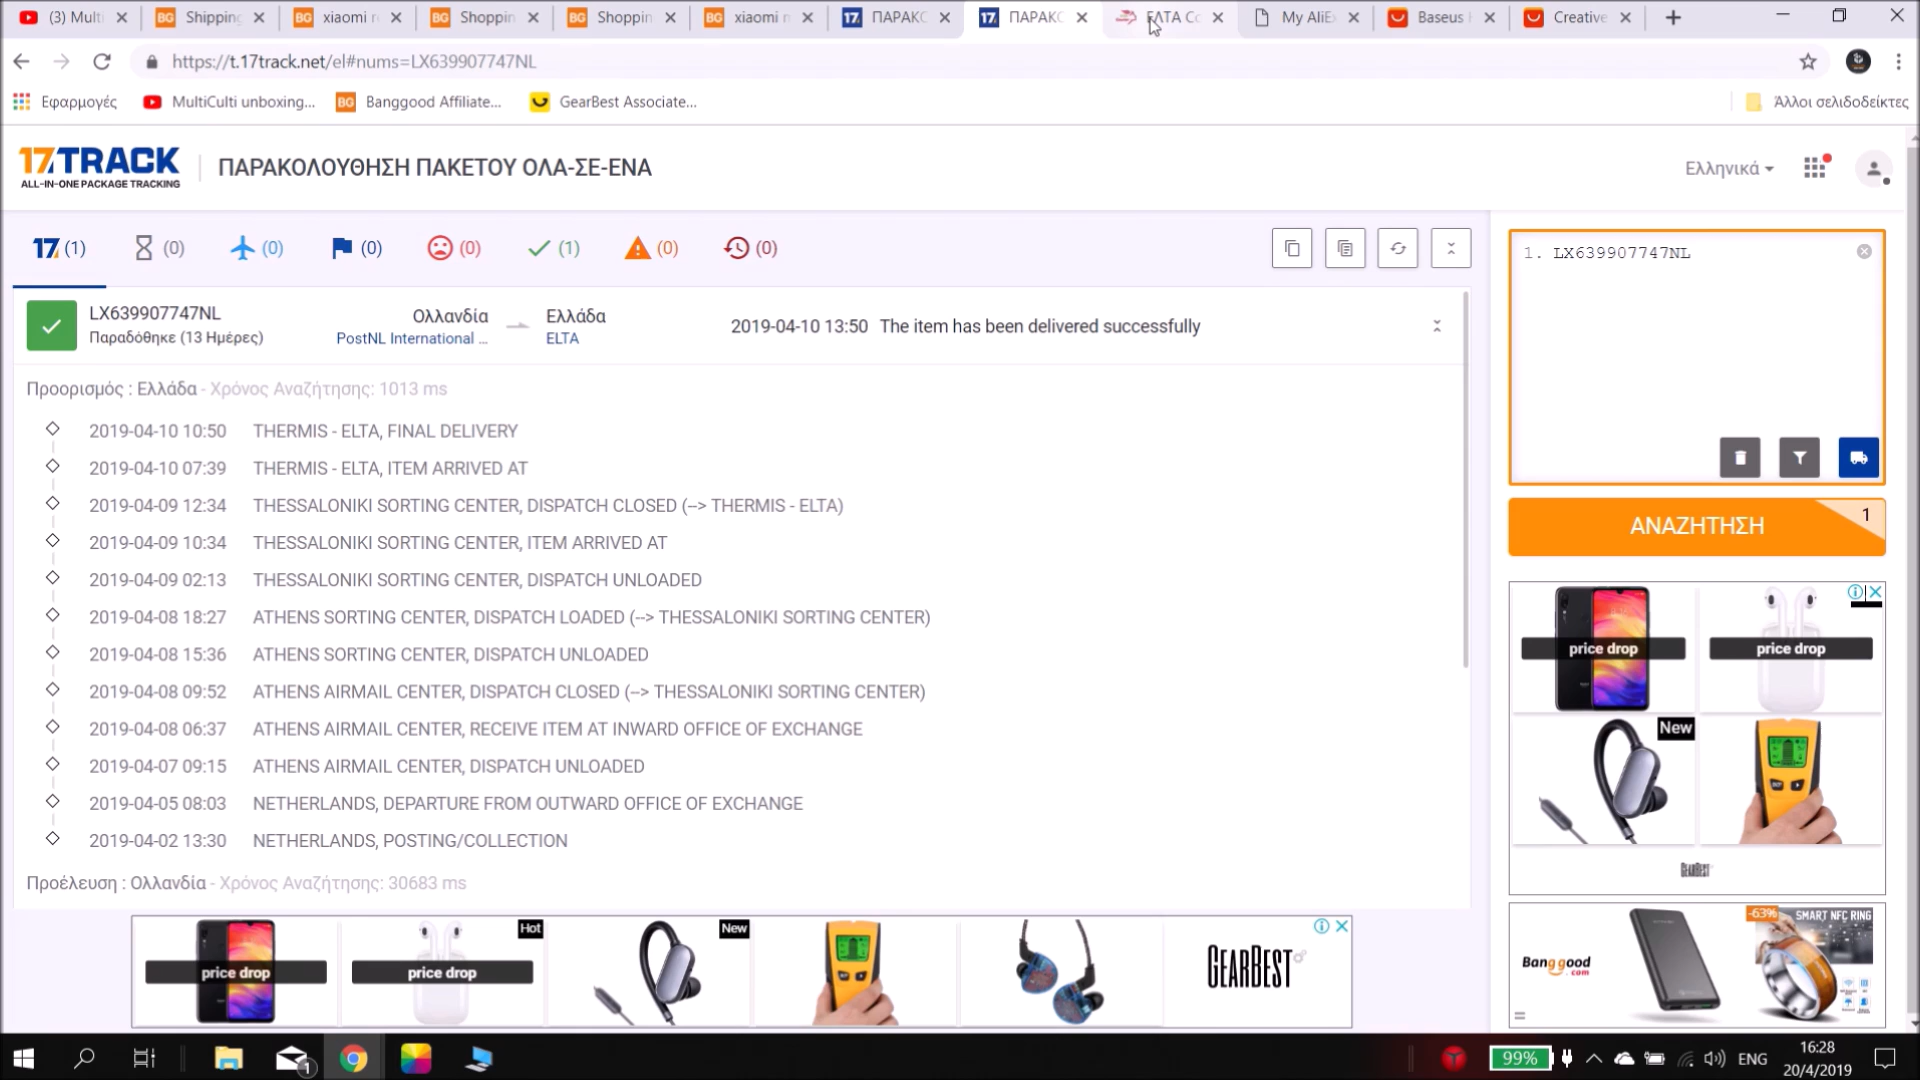 (3) Multi
Shipping
xiaomi r
Shoppin
Shoppin
xiaomi n
ΠΑΡΑΚΟ
ΠΑΡΑΚΟ
ΕΛΤΑ Co
My AliEx
Baseus
Creative
https://t.17track.net/el#nums=LX639907747NL
Εφαρμογές
MultiCulti unboxing...
Banggood Affiliate...
GearBest Associate...
Άλλοι σελιδοδείκτες
17TRACK
ALL-IN-ONE PACKAGE TRACKING
ΠΑΡΑΚΟΛΟΥΘΗΣΗ ΠΑΚΕΤΟΥ ΟΛΑ-ΣΕ-ΕΝΑ
Ελληνικά
17 (1) (0) (0) (0) (0) (1) (0) (0)
1. LX639907747NL
LX639907747NL
Παραδόθηκε (13 Ημέρες)
Ολλανδία
PostNL International ...
Ελλάδα
ELTA
2019-04-10 13:50 The item has been delivered successfully
Προορισμός : Ελλάδα - Χρόνος Αναζήτησης: 1013 ms
2019-04-10 10:50 THERMIS - ELTA, FINAL DELIVERY
2019-04-10 07:39 THERMIS - ELTA, ITEM ARRIVED AT
2019-04-09 12:34 THESSALONIKI SORTING CENTER, DISPATCH CLOSED (--> THERMIS - ELTA)
2019-04-09 10:34 THESSALONIKI SORTING CENTER, ITEM ARRIVED AT
2019-04-09 02:13 THESSALONIKI SORTING CENTER, DISPATCH UNLOADED
2019-04-08 18:27 ATHENS SORTING CENTER, DISPATCH LOADED (--> THESSALONIKI SORTING CENTER)
2019-04-08 15:36 ATHENS SORTING CENTER, DISPATCH UNLOADED
2019-04-08 09:52 ATHENS AIRMAIL CENTER, DISPATCH CLOSED (--> THESSALONIKI SORTING CENTER)
2019-04-08 06:37 ATHENS AIRMAIL CENTER, RECEIVE ITEM AT INWARD OFFICE OF EXCHANGE
2019-04-07 09:15 ATHENS AIRMAIL CENTER, DISPATCH UNLOADED
2019-04-05 08:03 NETHERLANDS, DEPARTURE FROM OUTWARD OFFICE OF EXCHANGE
2019-04-02 13:30 NETHERLANDS, POSTING/COLLECTION
Προέλευση : Ολλανδία - Χρόνος Αναζήτησης: 30683 ms
ΑΝΑΖΗΤΗΣΗ
1
price drop
price drop
New
GEARBEST
price drop
Hot
price drop
New
GEARBEST
Banggood
.com
-63%
SMART NFC RING
1
99%
ENG
16:28
20/4/2019